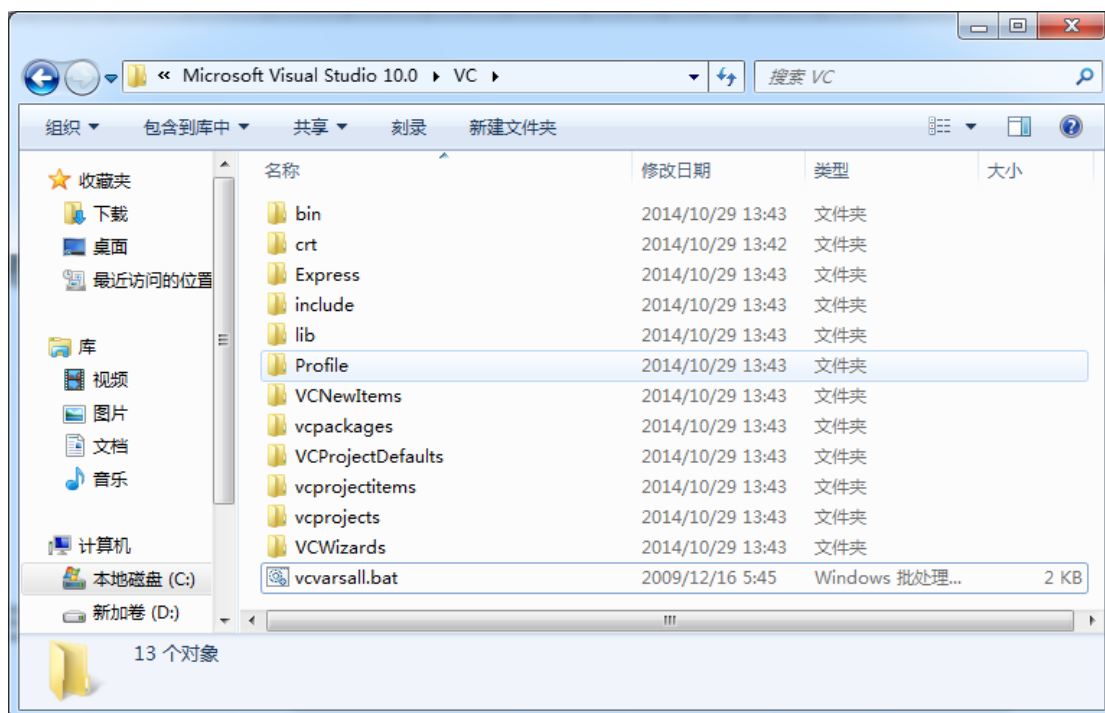 « Microsoft Visual Studio 10.0 ▸ VC ▸ 搜索 VC
组织 包含到库中 共享 刻录 新建文件夹
收藏夹
下载
桌面
最近访问的位置
库
视频
图片
文档
音乐
计算机
本地磁盘 (C:)
新加卷 (D:)
名称 修改日期 类型 大小
bin 2014/10/29 13:43 文件夹
crt 2014/10/29 13:42 文件夹
Express 2014/10/29 13:43 文件夹
include 2014/10/29 13:43 文件夹
lib 2014/10/29 13:43 文件夹
Profile 2014/10/29 13:43 文件夹
VCNewItems 2014/10/29 13:43 文件夹
vcpackages 2014/10/29 13:43 文件夹
VCProjectDefaults 2014/10/29 13:43 文件夹
vcprojectitems 2014/10/29 13:43 文件夹
vcprojects 2014/10/29 13:43 文件夹
VCWizards 2014/10/29 13:43 文件夹
vcvarsall.bat 2009/12/16 5:45 Windows 批处理... 2 KB
13 个对象